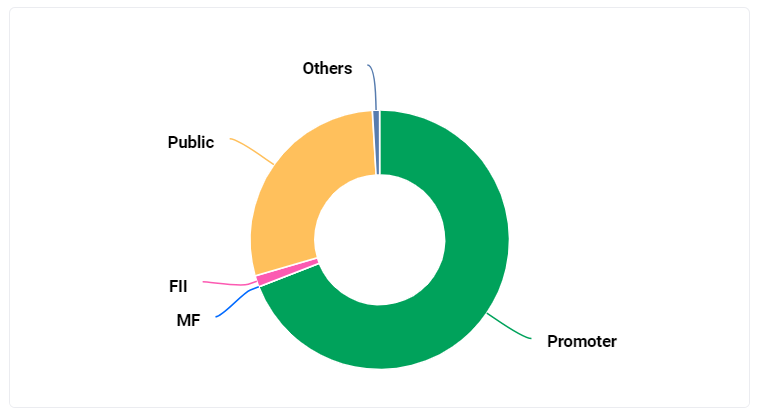 Others
Public
FII
MF
Promoter